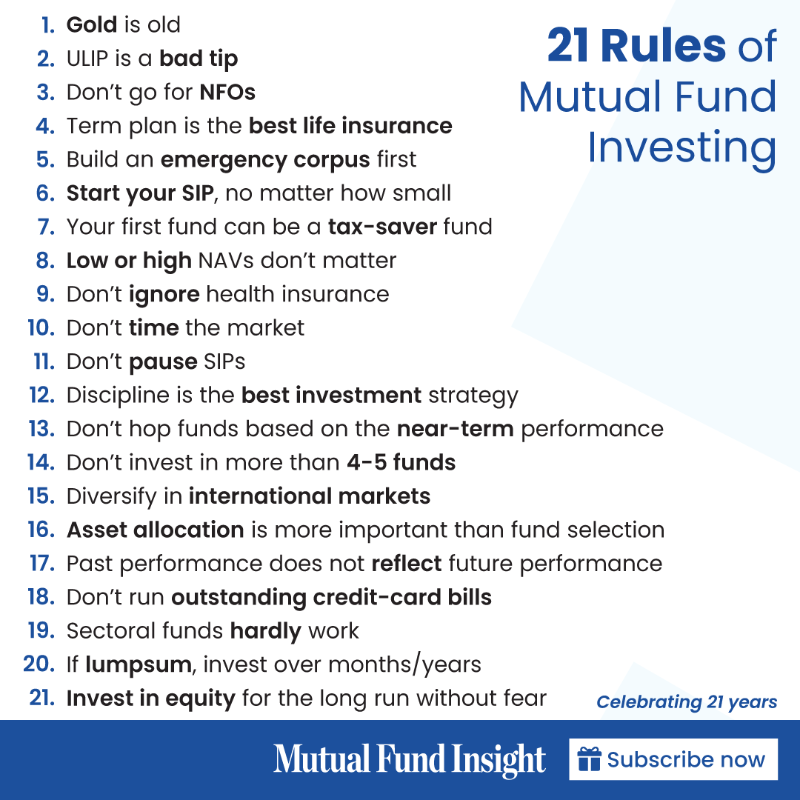 21 Rules of
Mutual Fund
Investing
1. Gold is old
2. ULIP is a bad tip
3. Don’t go for NFOs
4. Term plan is the best life insurance
5. Build an emergency corpus first
6. Start your SIP, no matter how small
7. Your first fund can be a tax-saver fund
8. Low or high NAVs don’t matter
9. Don’t ignore health insurance
10. Don’t time the market
11. Don’t pause SIPs
12. Discipline is the best investment strategy
13. Don’t hop funds based on the near-term performance
14. Don’t invest in more than 4-5 funds
15. Diversify in international markets
16. Asset allocation is more important than fund selection
17. Past performance does not reflect future performance
18. Don’t run outstanding credit-card bills
19. Sectoral funds hardly work
20. If lumpsum, invest over months/years
21. Invest in equity for the long run without fear
Celebrating 21 years
Mutual Fund Insight
Subscribe now